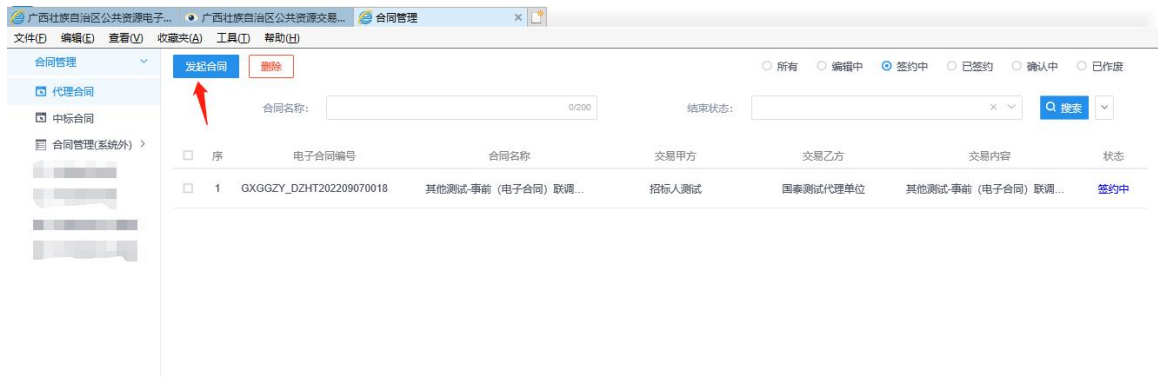 广西壮族自治区公共资源电子... 广西壮族自治区公共资源交易... 合同管理
文件(F) 编辑(E) 查看(V) 收藏夹(A) 工具(T) 帮助(H)
合同管理
发起合同 删除 所有 编辑中 签约中 已签约 确认中 已作废
代理合同
合同名称: 0/200 结束状态: 搜索
中标合同
合同管理(系统外)
序 电子合同编号 合同名称 交易甲方 交易乙方 交易内容 状态
1 GXGGZY_DZHT202209070018 其他测试-事前（电子合同）联调... 招标人测试 国泰测试代理单位 其他测试-事前（电子合同）联调... 签约中